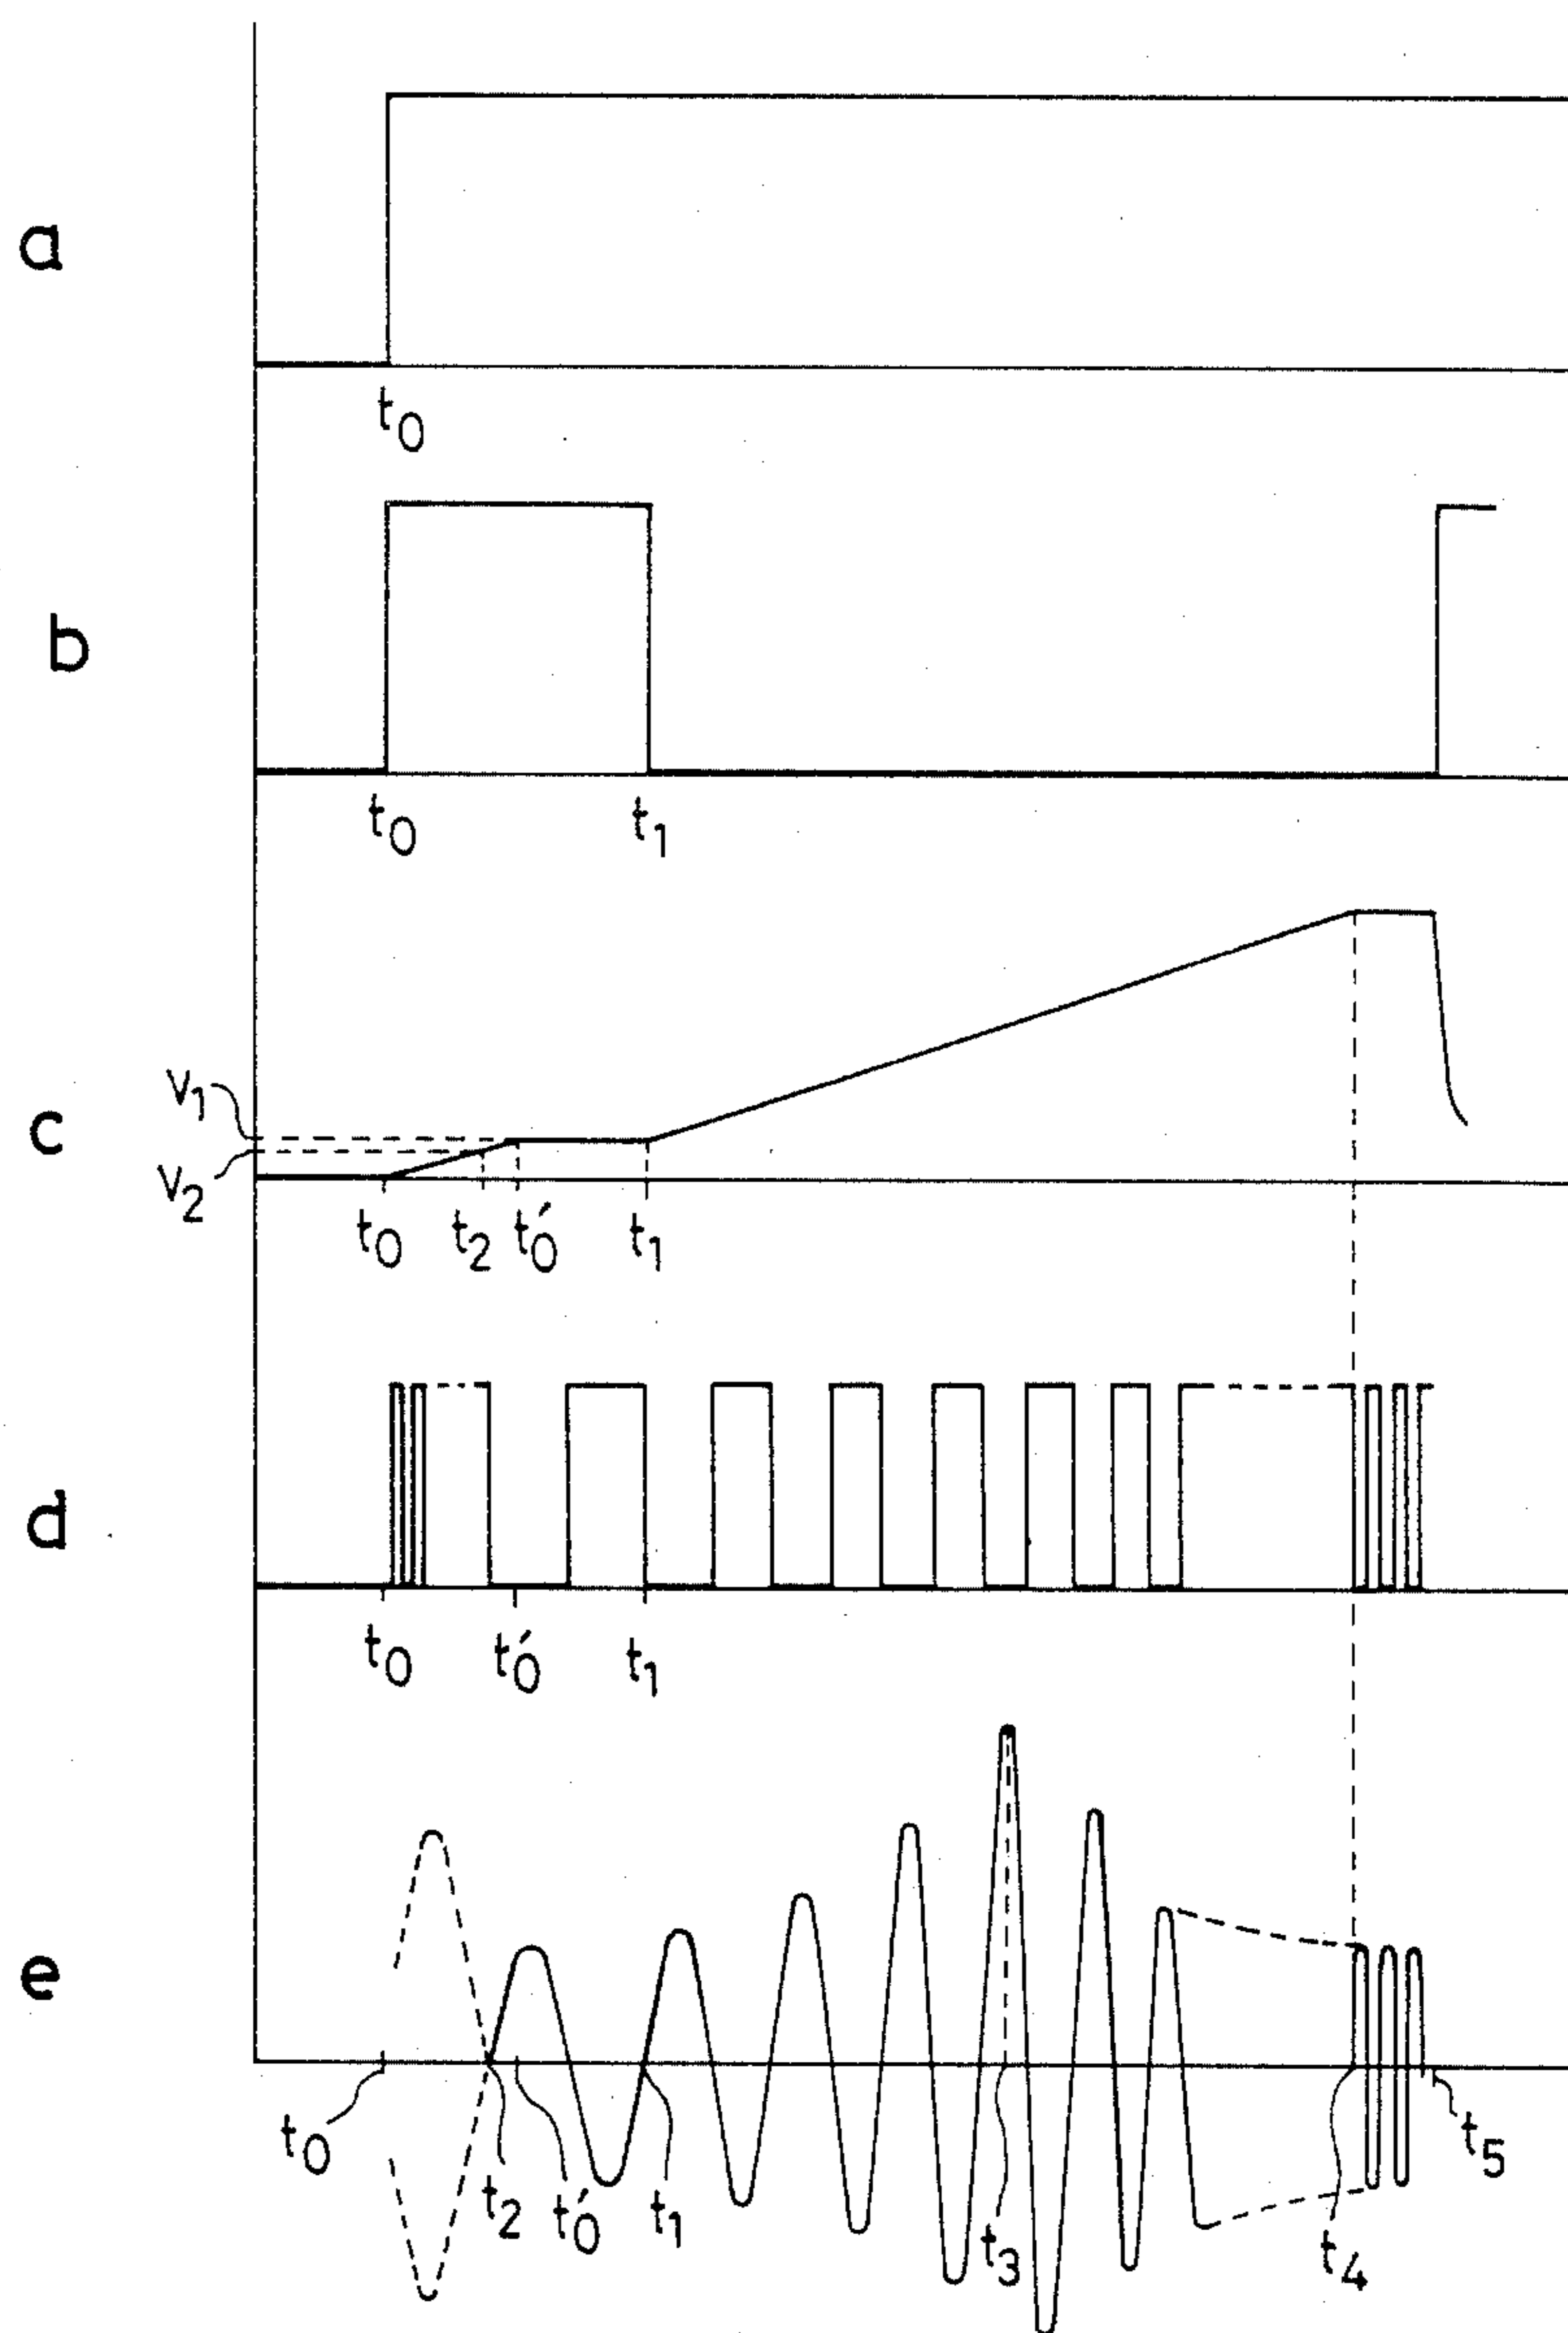 a
t0
b
t0 t1
c
V1
V2
t0 t2 t0′ t1
d
t0 t0′ t1
e
t0 t2 t0′ t1 t3 t4 t5